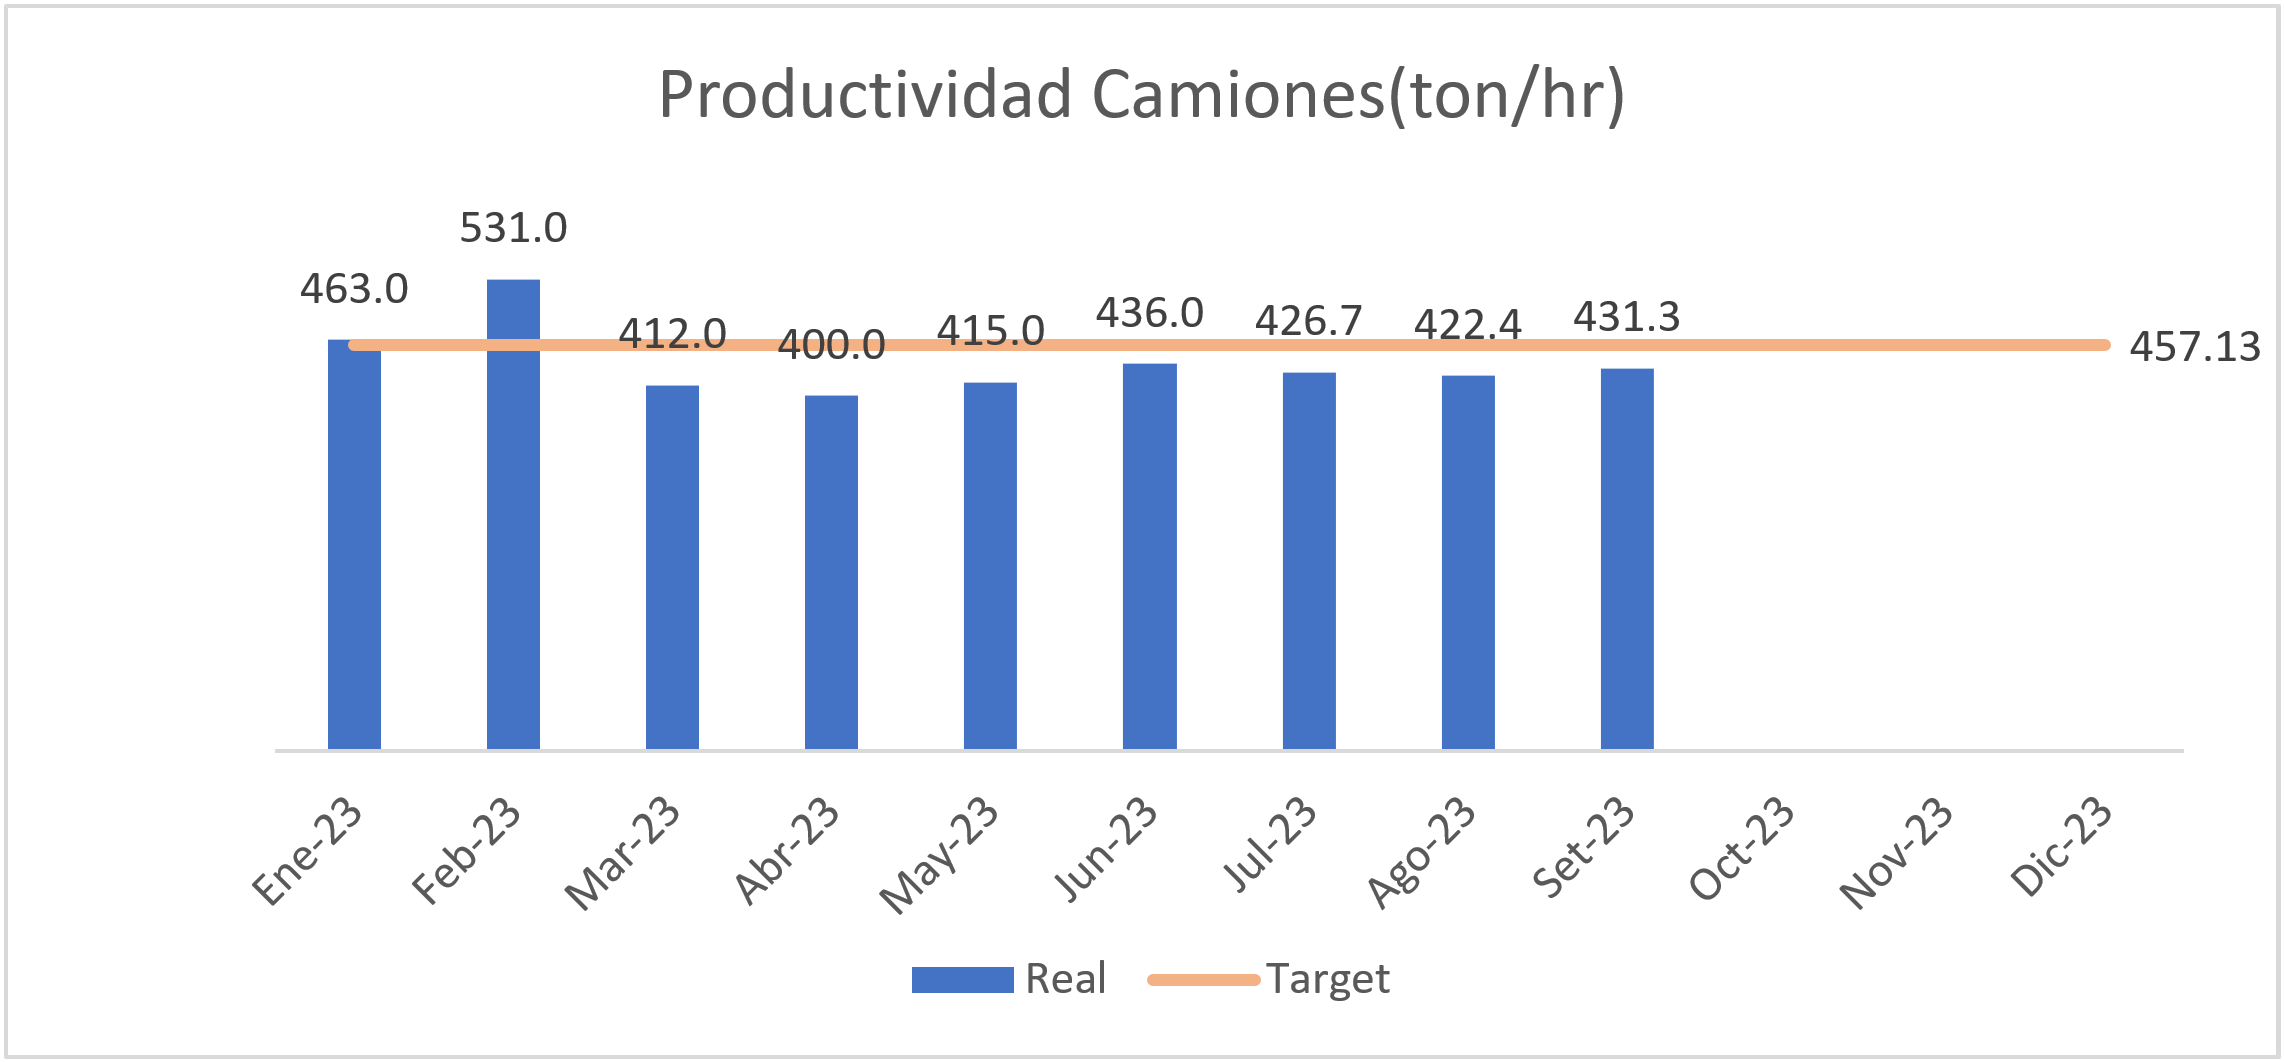 Productividad Camiones(ton/hr)
531.0
463.0
412.0
400.0
415.0
436.0
426.7
422.4
431.3
457.13
Ene-23
Feb-23
Mar-23
Abr-23
May-23
Jun-23
Jul-23
Ago-23
Set-23
Oct-23
Nov-23
Dic-23
Real
Target